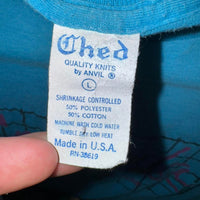 Ched
QUALITY KNITS
by ANVIL®
L
SHRINKAGE CONTROLLED
50% POLYESTER
50% COTTON
MACHINE WASH COLD WATER
TUMBLE DRY LOW HEAT
Made in U.S.A.
RN-38619